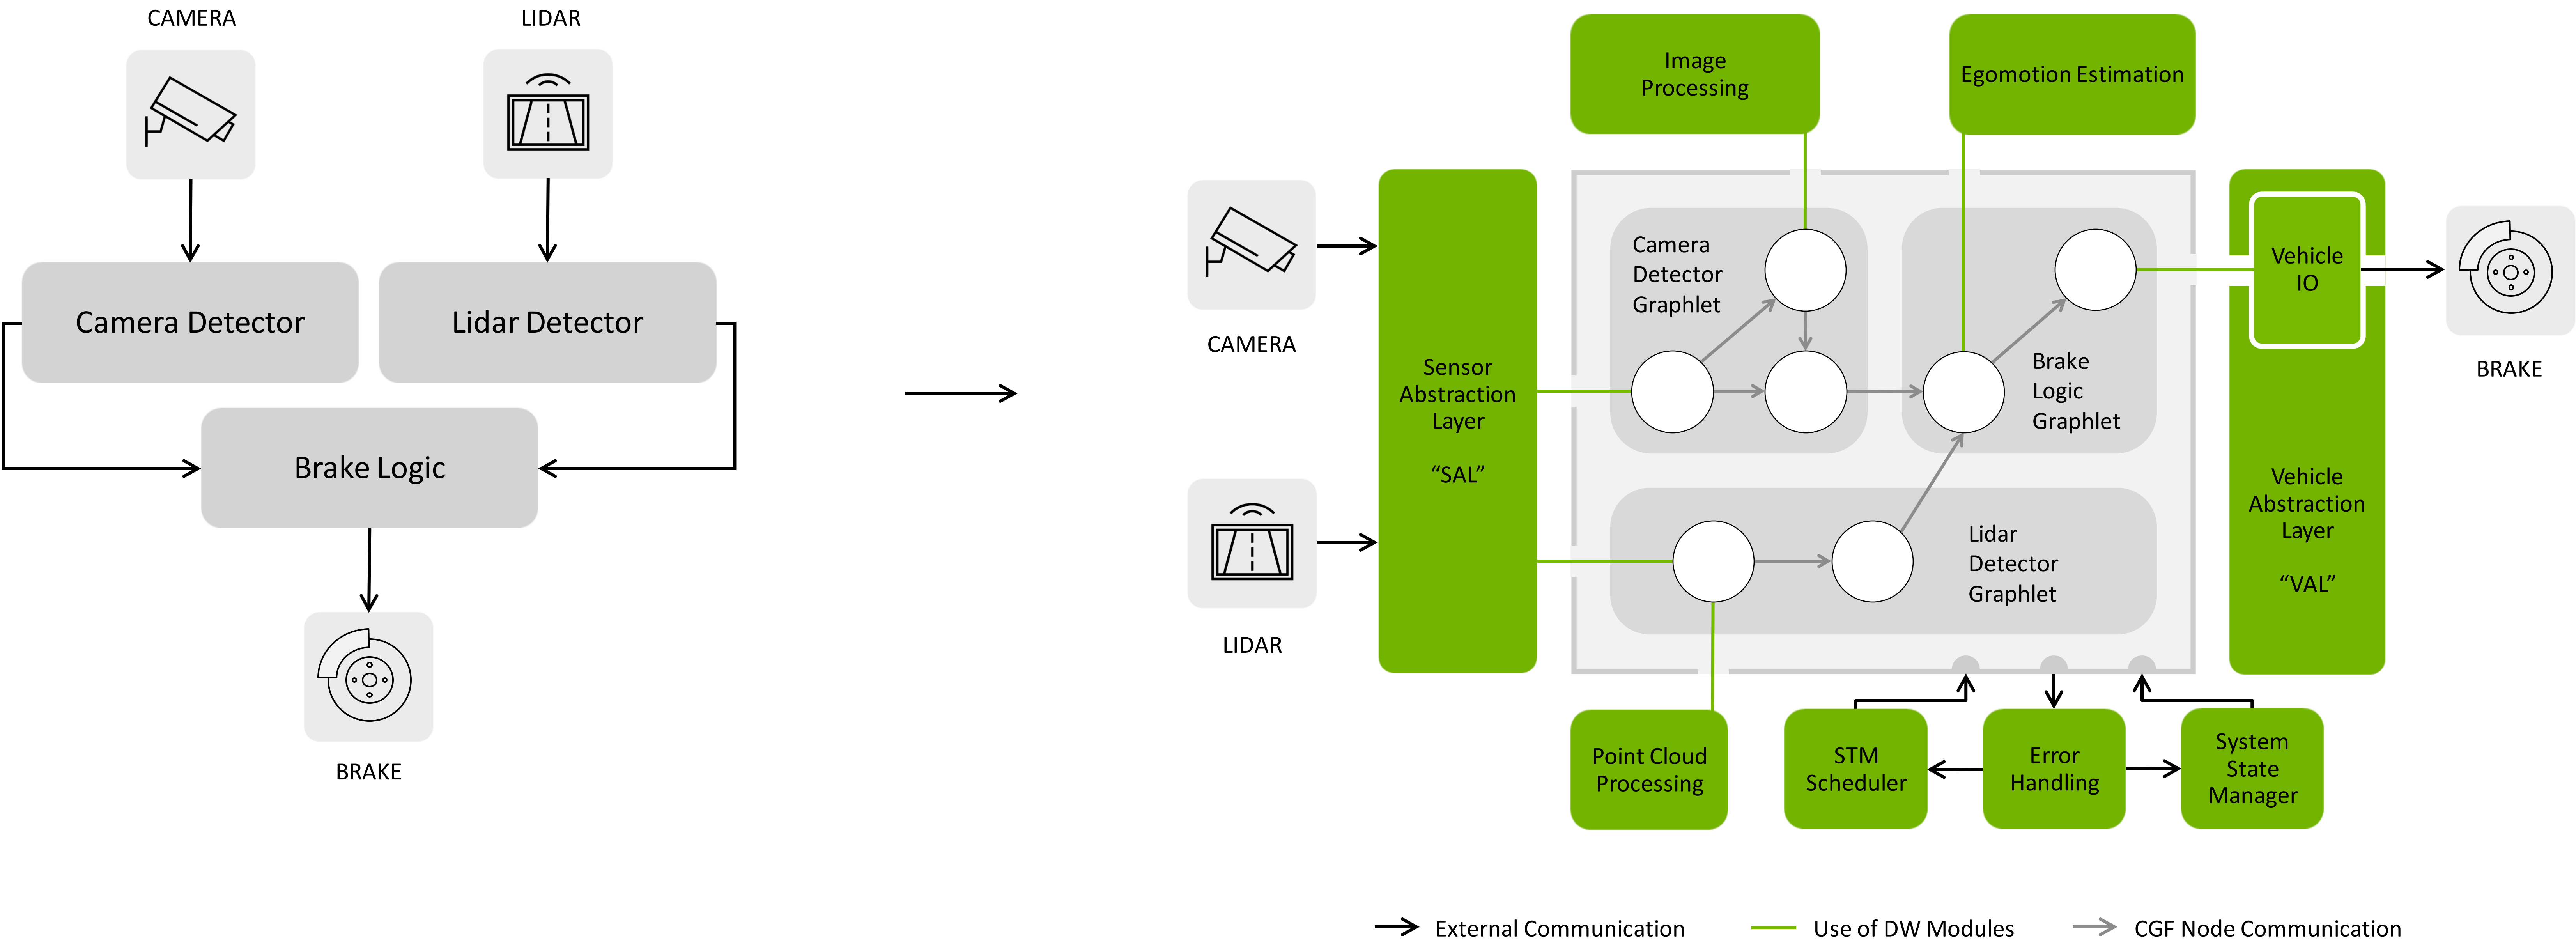 CAMERA
LIDAR
Camera Detector
Lidar Detector
Brake Logic
BRAKE
Image
Processing
Egomotion Estimation
CAMERA
LIDAR
Sensor
Abstraction
Layer
“SAL”
Camera
Detector
Graphlet
Brake
Logic
Graphlet
Lidar
Detector
Graphlet
Vehicle
IO
Vehicle
Abstraction
Layer
“VAL”
BRAKE
Point Cloud
Processing
STM
Scheduler
Error
Handling
System
State
Manager
External Communication
Use of DW Modules
CGF Node Communication